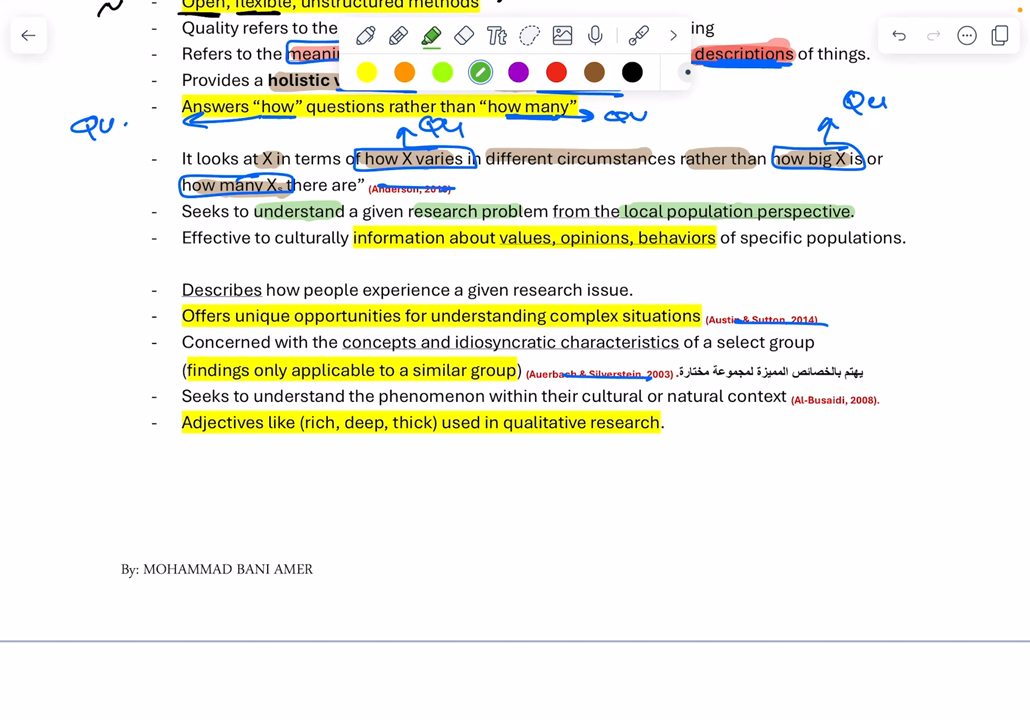 - Open, flexible, unstructured methods
- Quality refers to the ing
- Refers to the descriptions of things.
- Provides a holistic
- Answers “how” questions rather than “how many”
- It looks at X in terms of how X varies in different circumstances rather than how big X is or
how many Xs there are” (Anderson, 2010)
- Seeks to understand a given research problem from the local population perspective.
- Effective to culturally information about values, opinions, behaviors of specific populations.
- Describes how people experience a given research issue.
- Offers unique opportunities for understanding complex situations (Austin & Sutton, 2014)
- Concerned with the concepts and idiosyncratic characteristics of a select group
(findings only applicable to a similar group) (Auerbach & Silverstein, 2003) يهتم بالخصائص المميزة لمجموعة مختارة.
- Seeks to understand the phenomenon within their cultural or natural context (Al-Busaidi, 2008).
- Adjectives like (rich, deep, thick) used in qualitative research.
By: MOHAMMAD BANI AMER